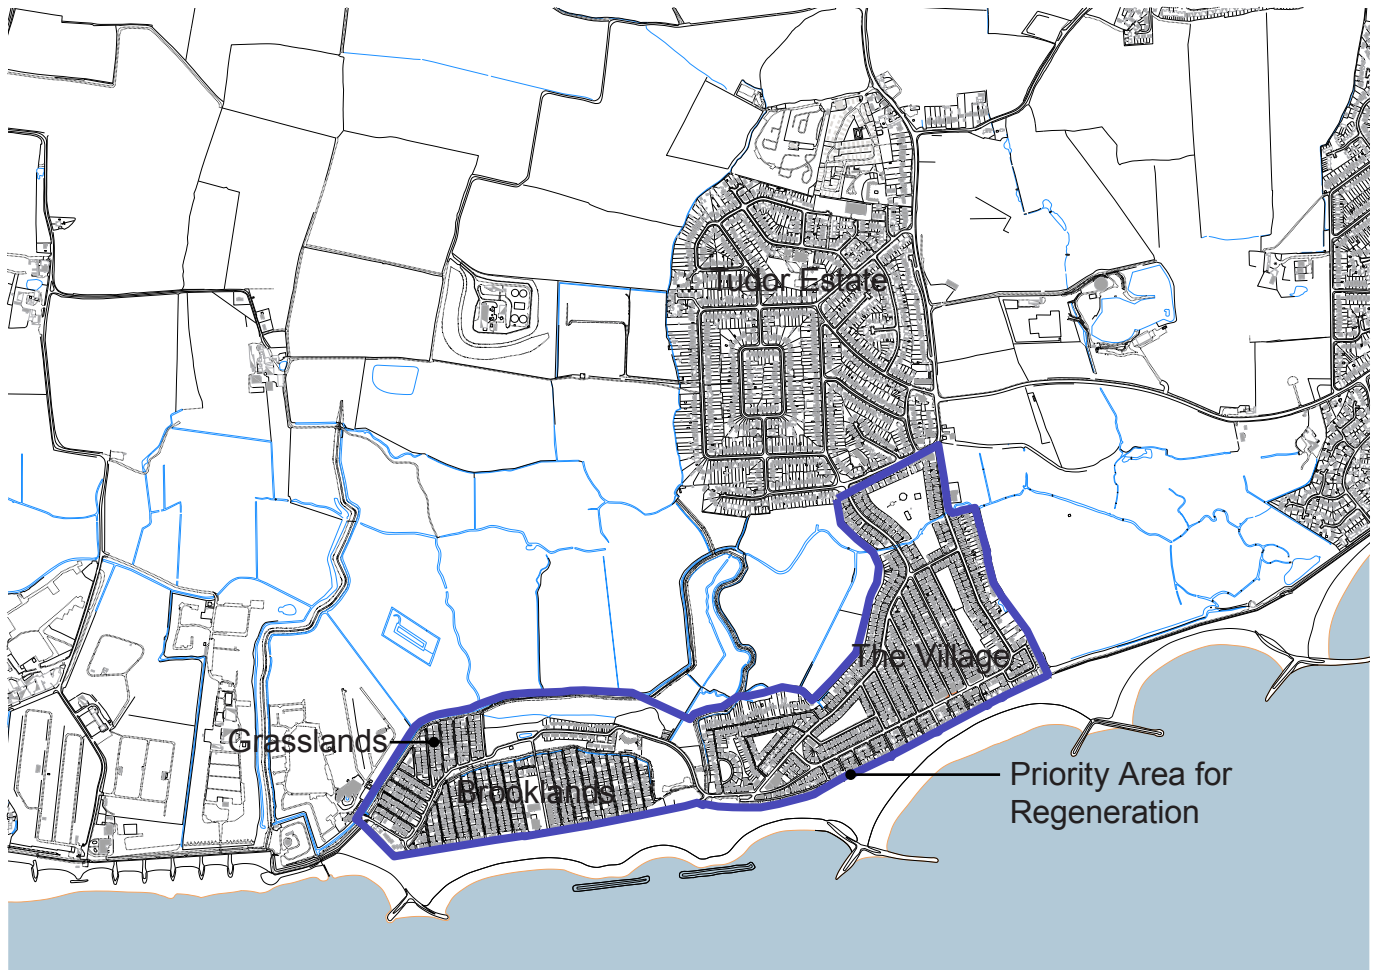 Tudor Estate
The Village
Grasslands
Brooklands
Priority Area for
Regeneration